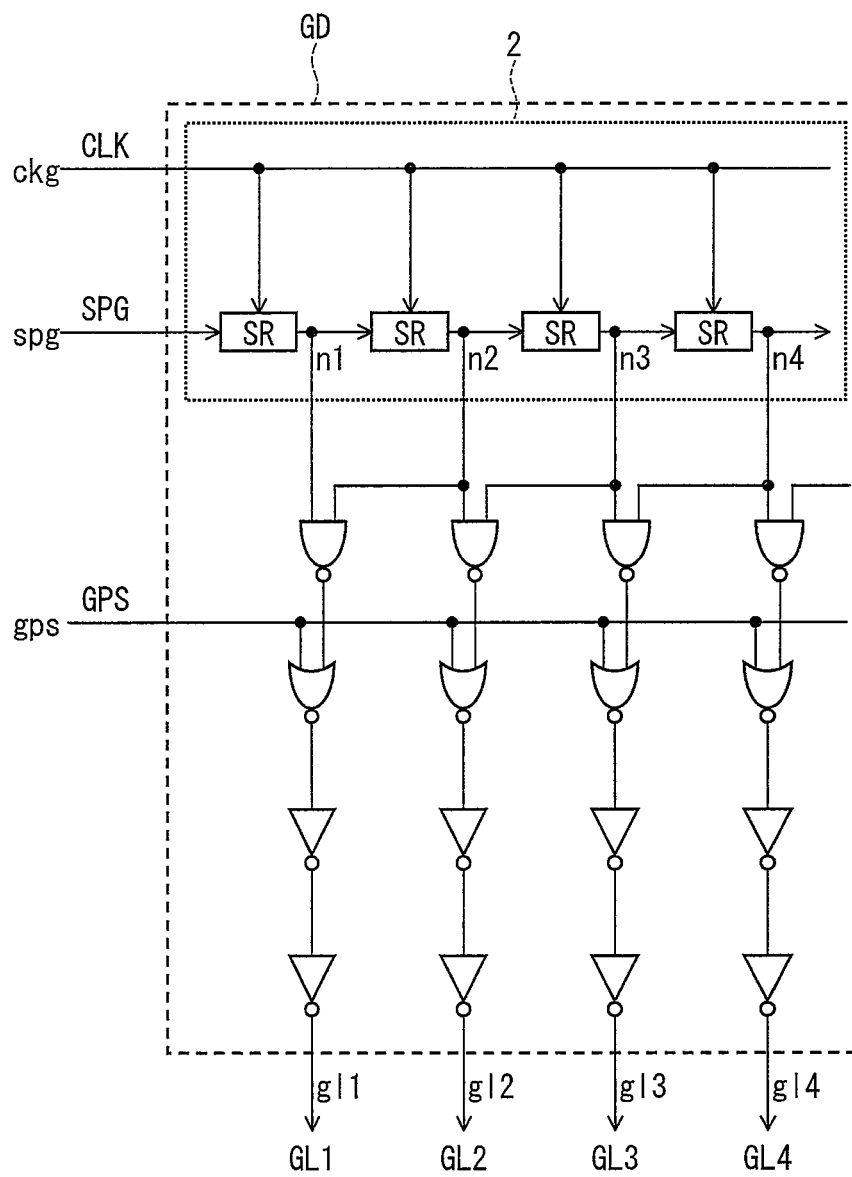 GD
2
CLK
ckg
SPG
spg
SR SR SR SR
n1 n2 n3 n4
GPS
gps
gl1 gl2 gl3 gl4
GL1 GL2 GL3 GL4